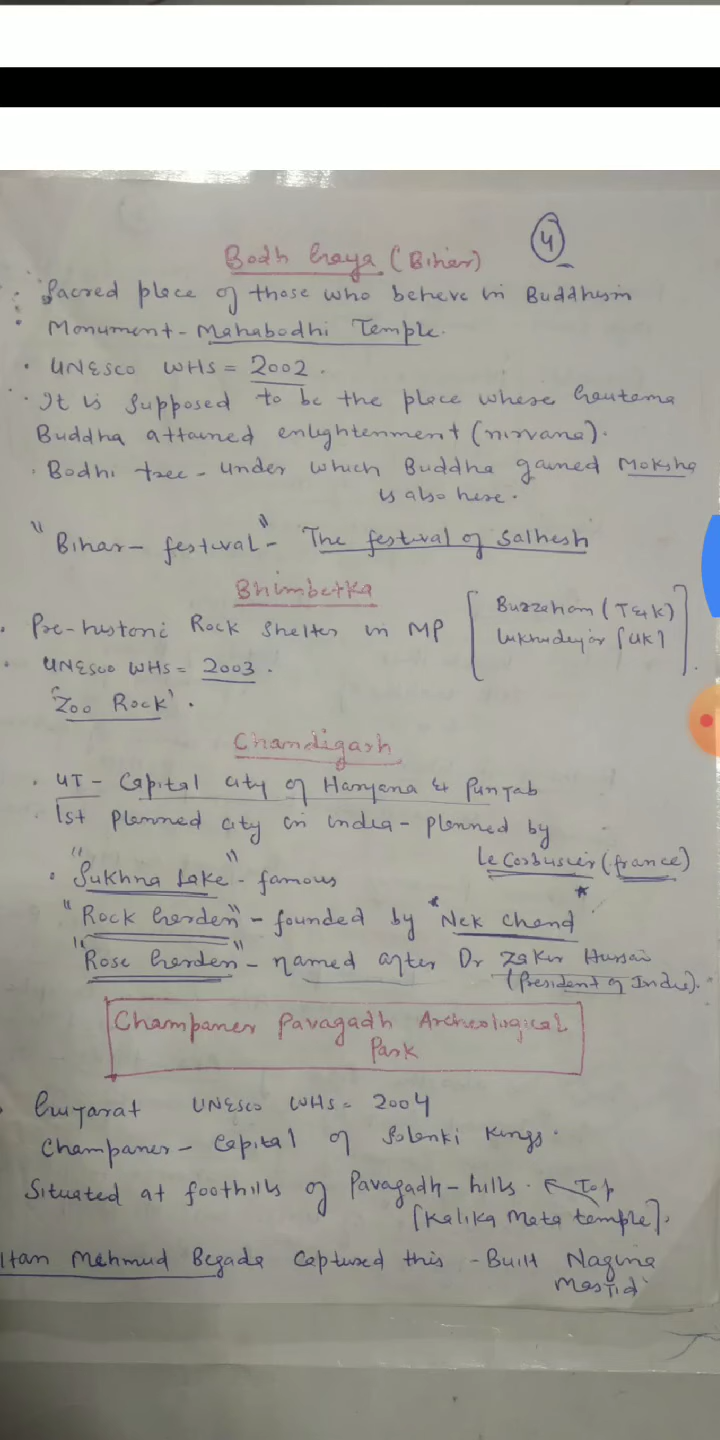 4
Bodh Gaya (Bihar)
Sacred place of those who believe in Buddhism
Monument - Mahabodhi Temple.
UNESCO WHS = 2002.
It is supposed to be the place where Gautama
Buddha attained enlightenment (nirvana).
Bodhi tree - under which Buddha gained Moksha
is also here.
"Bihar - festival" - The festival of Salhesh
Bhimbetka
Pre-historic Rock Shelter in MP [Burzahom (J&K)
Lakhudiyar [UK]].
UNESCO WHS = 2003.
'Zoo Rock'.
Chandigarh
UT - Capital city of Haryana & Punjab
1st planned city in India - planned by
Le Corbusier (france)
"Sukhna Lake" - famous
"Rock Garden" - founded by *Nek Chand*
"Rose Garden" - named after Dr Zakir Hussai
(President of India).
Champaner Pavagadh Archeological
Park
Gujarat UNESCO WHS = 2004
Champaner - Capital of Solanki Kings.
Situated at foothills of Pavagadh - hills. Top
[Kalika Mata temple].
ltan Mahmud Begada Captured this - Built Nagina
Masjid